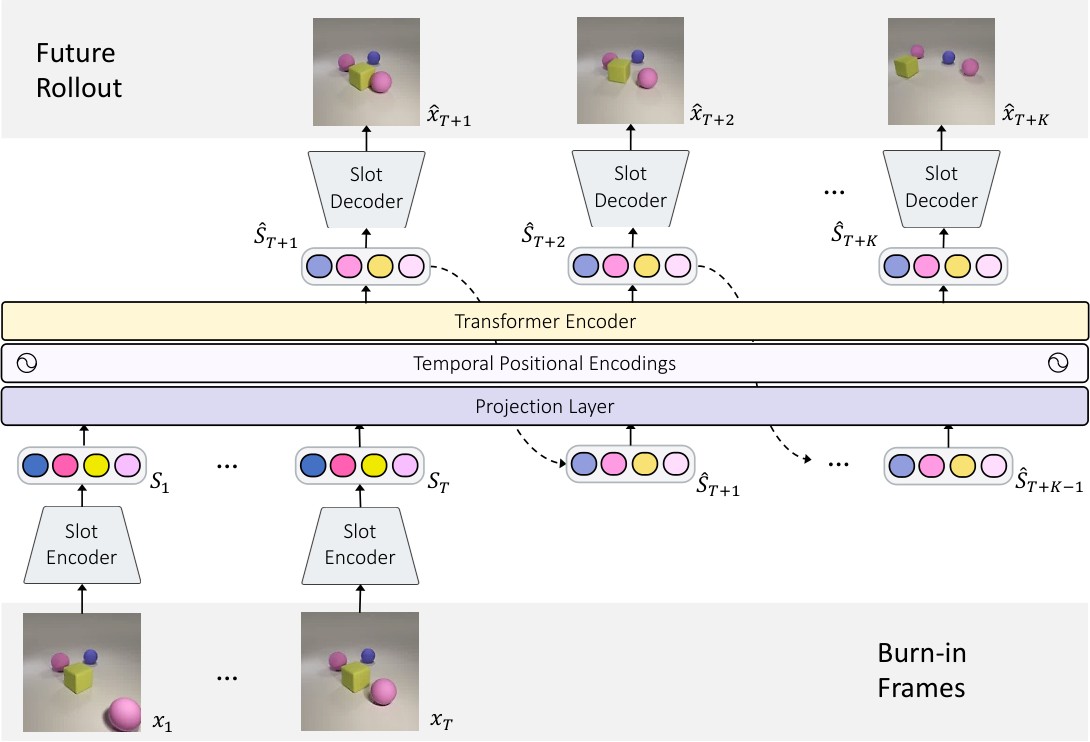 Future
Rollout
x̂_{T+1}
x̂_{T+2}
x̂_{T+K}
Slot
Decoder
Slot
Decoder
...
Slot
Decoder
Ŝ_{T+1}
Ŝ_{T+2}
Ŝ_{T+K}
Transformer Encoder
Temporal Positional Encodings
Projection Layer
S_1
...
S_T
Ŝ_{T+1}
...
Ŝ_{T+K−1}
Slot
Encoder
Slot
Encoder
x_1
...
x_T
Burn-in
Frames